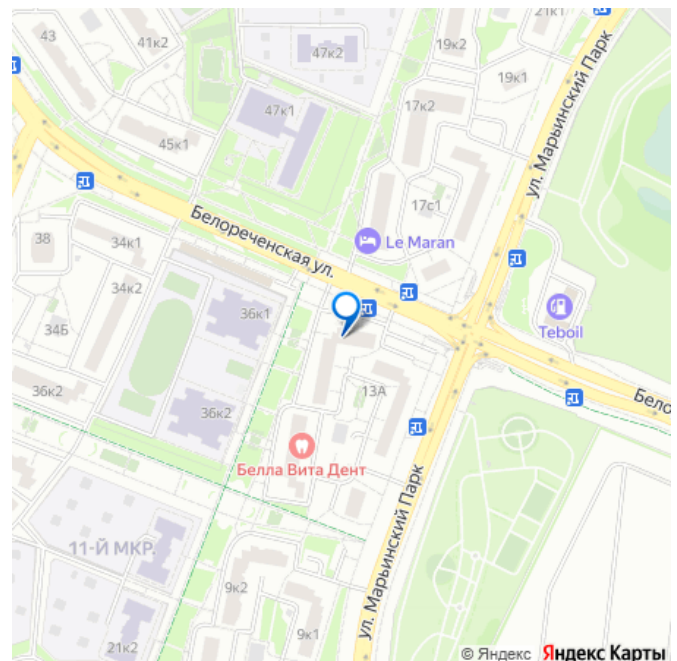 43
41к2
47к2
19к2
21к1
19к1
ул. Марьинский Парк
47к1
17к2
45к1
17с1
Белореченская ул.
38
34к1
Le Maran
34к2
36к1
Teboil
34Б
36к2
13А
Бело
36к2
Белла Вита Дент
ул. Марьинский Парк
11-Й МКР.
9к2
9к1
21к2
© Яндекс Яндекс Карты